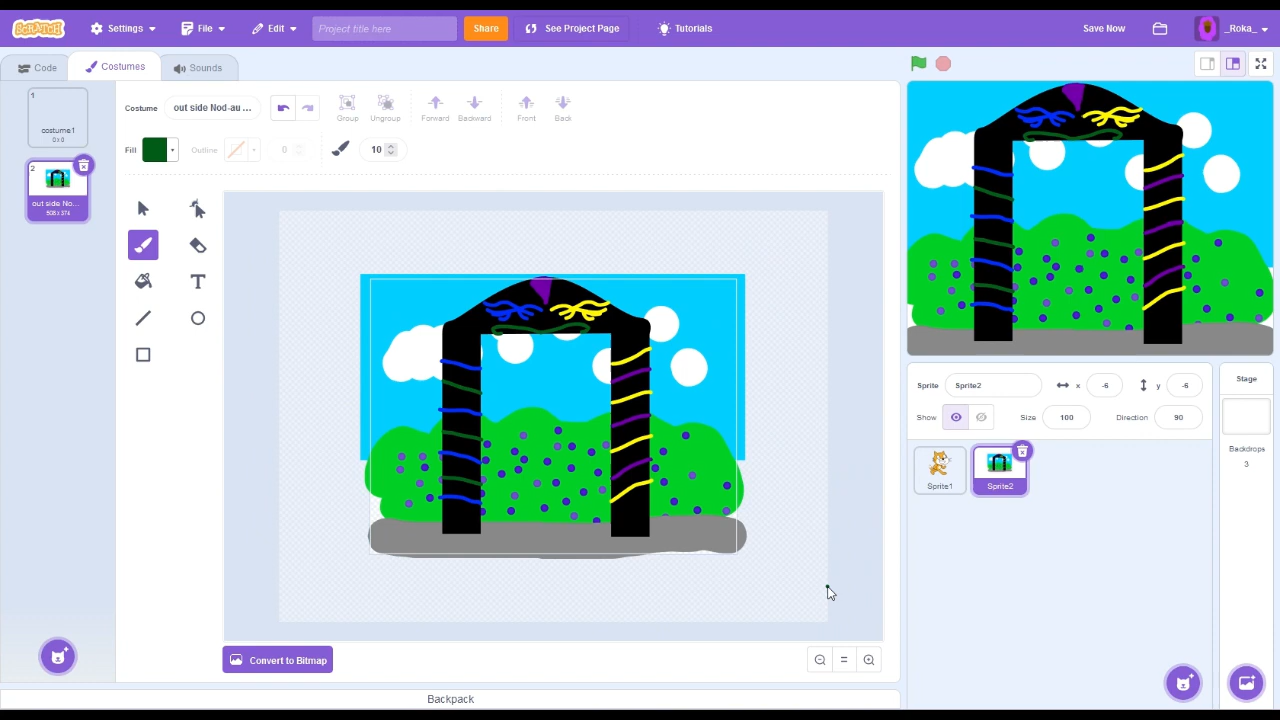 SCRATCH Settings File Edit Project title here Share See Project Page Tutorials Save Now _Roka_
Code Costumes Sounds
1
costume1
0 x 0
2
out side No...
508 x 374
Costume out side Nod-au ... Group Ungroup Forward Backward Front Back
Fill Outline 0 10
T
Convert to Bitmap
Sprite Sprite2 x -6 y -6
Show Size 100 Direction 90
Sprite1 Sprite2
Stage
Backdrops
3
Backpack